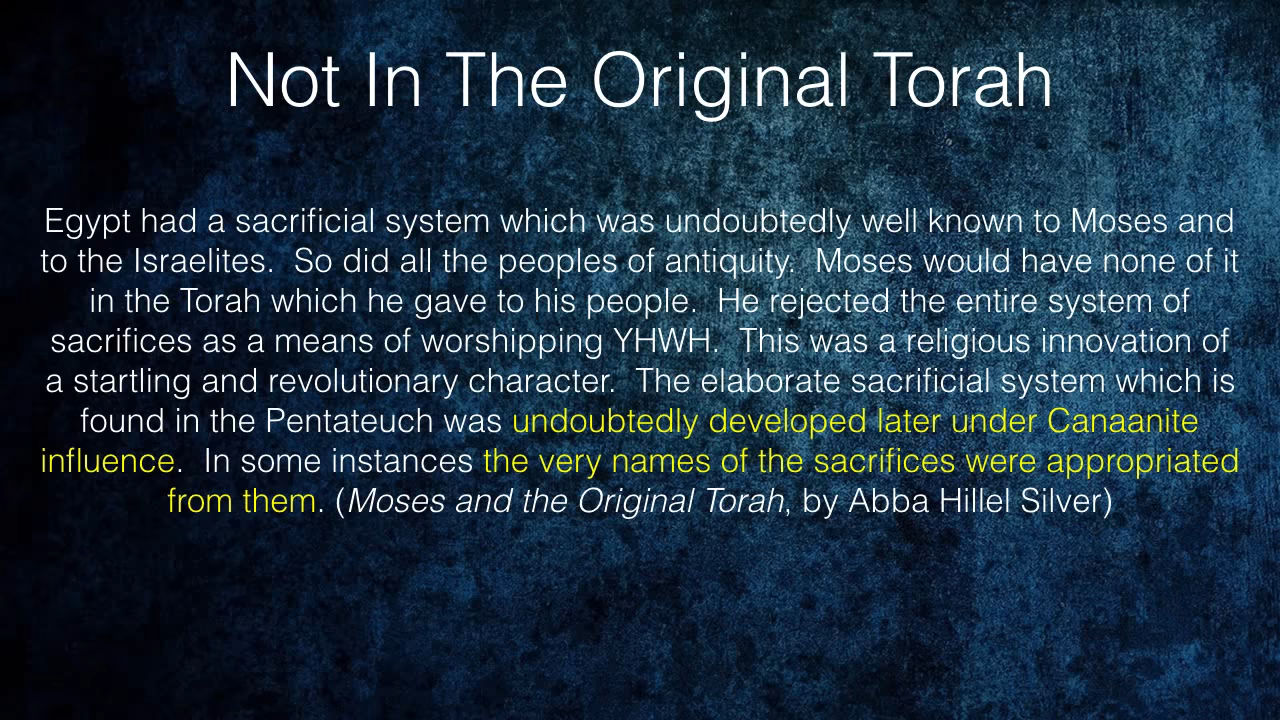 Not In The Original Torah
Egypt had a sacrificial system which was undoubtedly well known to Moses and
to the Israelites.  So did all the peoples of antiquity.  Moses would have none of it
in the Torah which he gave to his people.  He rejected the entire system of
sacrifices as a means of worshipping YHWH.  This was a religious innovation of
a startling and revolutionary character.  The elaborate sacrificial system which is
found in the Pentateuch was undoubtedly developed later under Canaanite
influence.  In some instances the very names of the sacrifices were appropriated
from them. (Moses and the Original Torah, by Abba Hillel Silver)